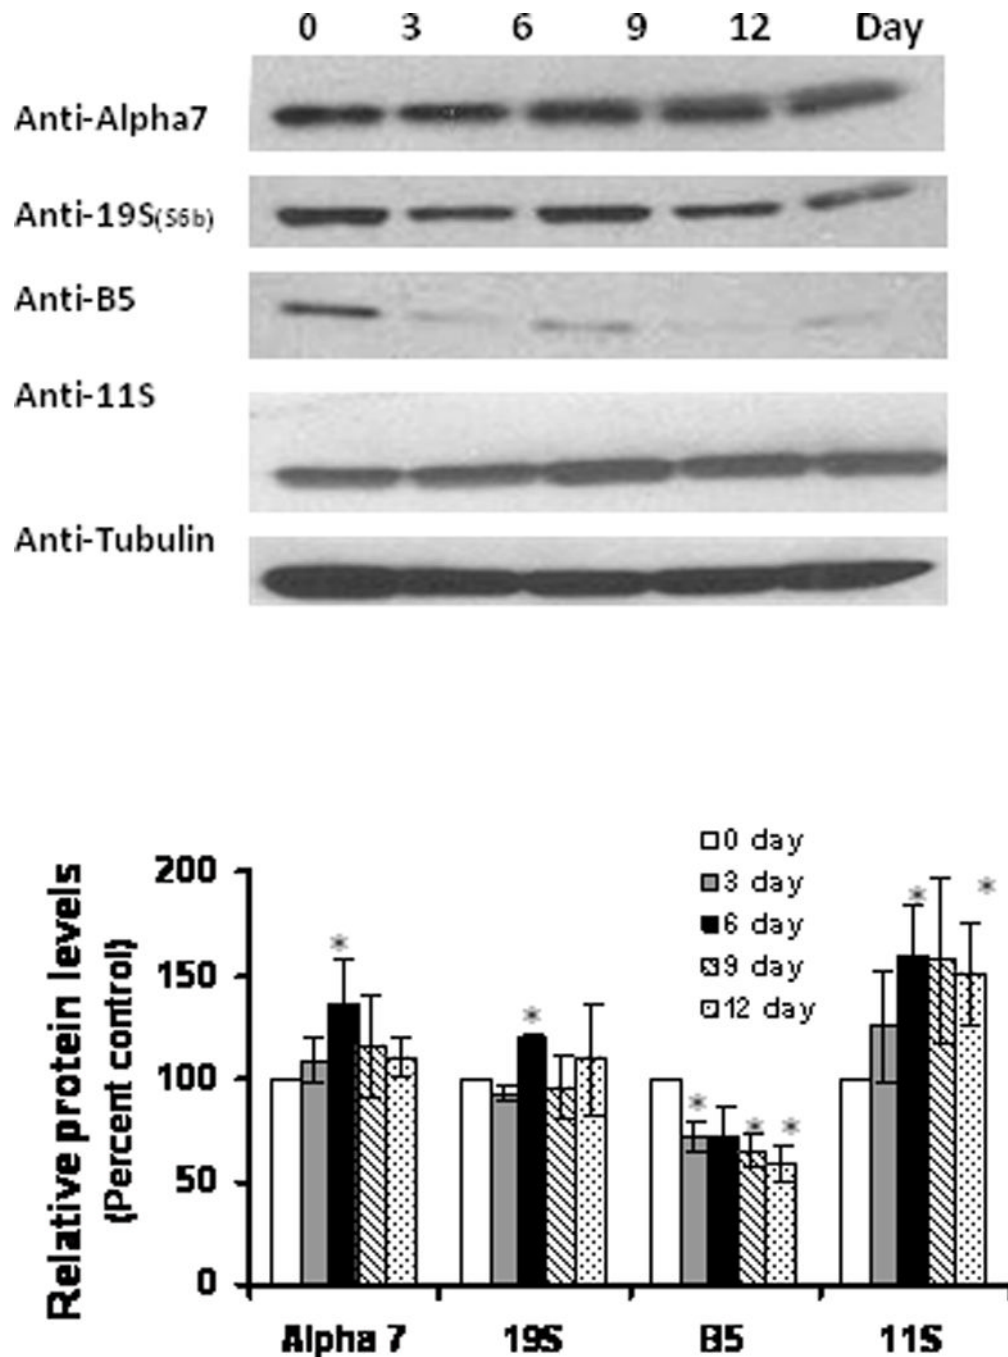 0 3 6 9 12 Day
Anti-Alpha7
Anti-19S(S6b)
Anti-B5
Anti-11S
Anti-Tubulin
Relative protein levels
(Percent control)
200
150
100
50
0
0 day
3 day
6 day
9 day
12 day
* * * * * * *
Alpha 7 19S B5 11S